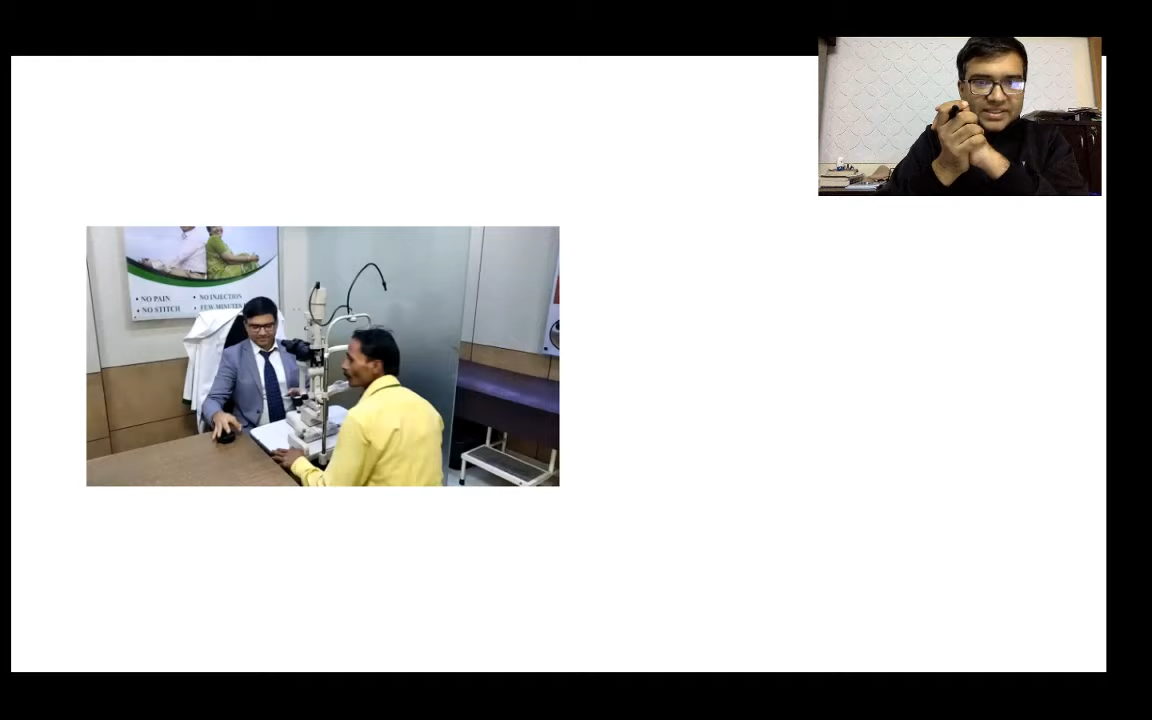 • NO PAIN • NO INJECTION
• NO STITCH • FEW-MINUTES